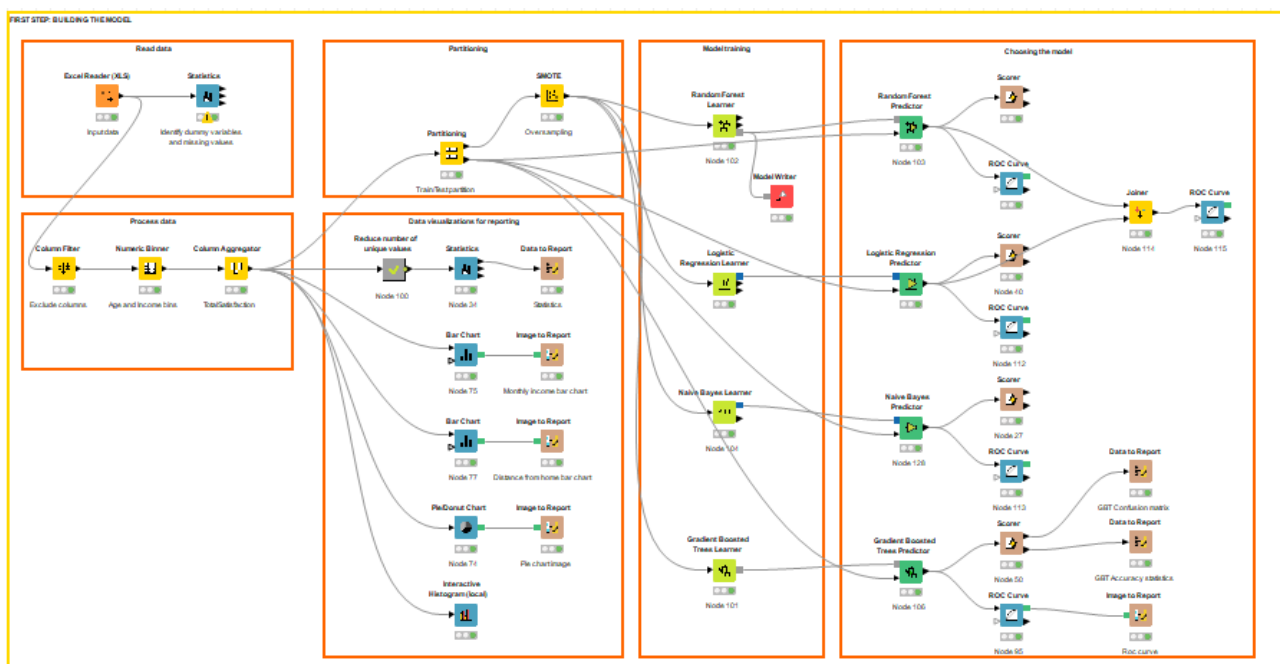 FIRST STEP: BUILDING THE MODEL
Read data
Excel Reader (XLS)
Statistics
Input data
Identify dummy variables
and missing values
Process data
Column Filter
Numeric Binner
Column Aggregator
Exclude columns
Age and Income bins
TotalSatisfaction
Partitioning
SMOTE
Oversampling
Partitioning
Train/Test partition
Data visualizations for reporting
Reduce number of
unique values
Statistics
Data to Report
Node 100
Node 34
Statistics
Bar Chart
Image to Report
Node 75
Monthly income bar chart
Bar Chart
Image to Report
Node 77
Distance from home bar chart
Pie/Donut Chart
Image to Report
Node 74
Pie chart image
Interactive
Histogram (local)
Model training
Random Forest
Learner
Node 102
Model Writer
Logistic
Regression Learner
Naive Bayes Learner
Node 104
Gradient Boosted
Trees Learner
Node 101
Choosing the model
Scorer
Random Forest
Predictor
Node 103
ROC Curve
Joiner
ROC Curve
Node 114
Node 115
Scorer
Logistic Regression
Predictor
Node 40
ROC Curve
Node 112
Scorer
Naive Bayes
Predictor
Node 27
Node 128
ROC Curve
Node 113
Data to Report
GBT Confusion matrix
Scorer
Data to Report
Gradient Boosted
Trees Predictor
Node 50
GBT Accuracy statistics
Node 106
ROC Curve
Image to Report
Node 95
Roc curve